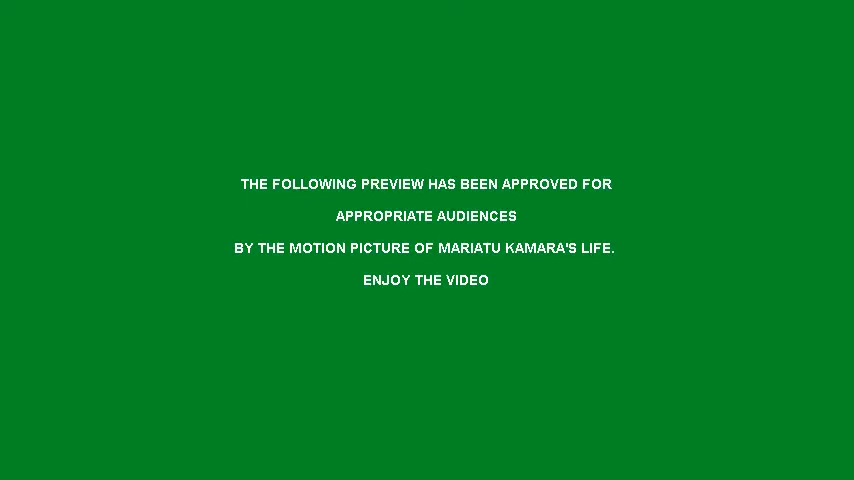 THE FOLLOWING PREVIEW HAS BEEN APPROVED FOR
APPROPRIATE AUDIENCES
BY THE MOTION PICTURE OF MARIATU KAMARA'S LIFE.
ENJOY THE VIDEO